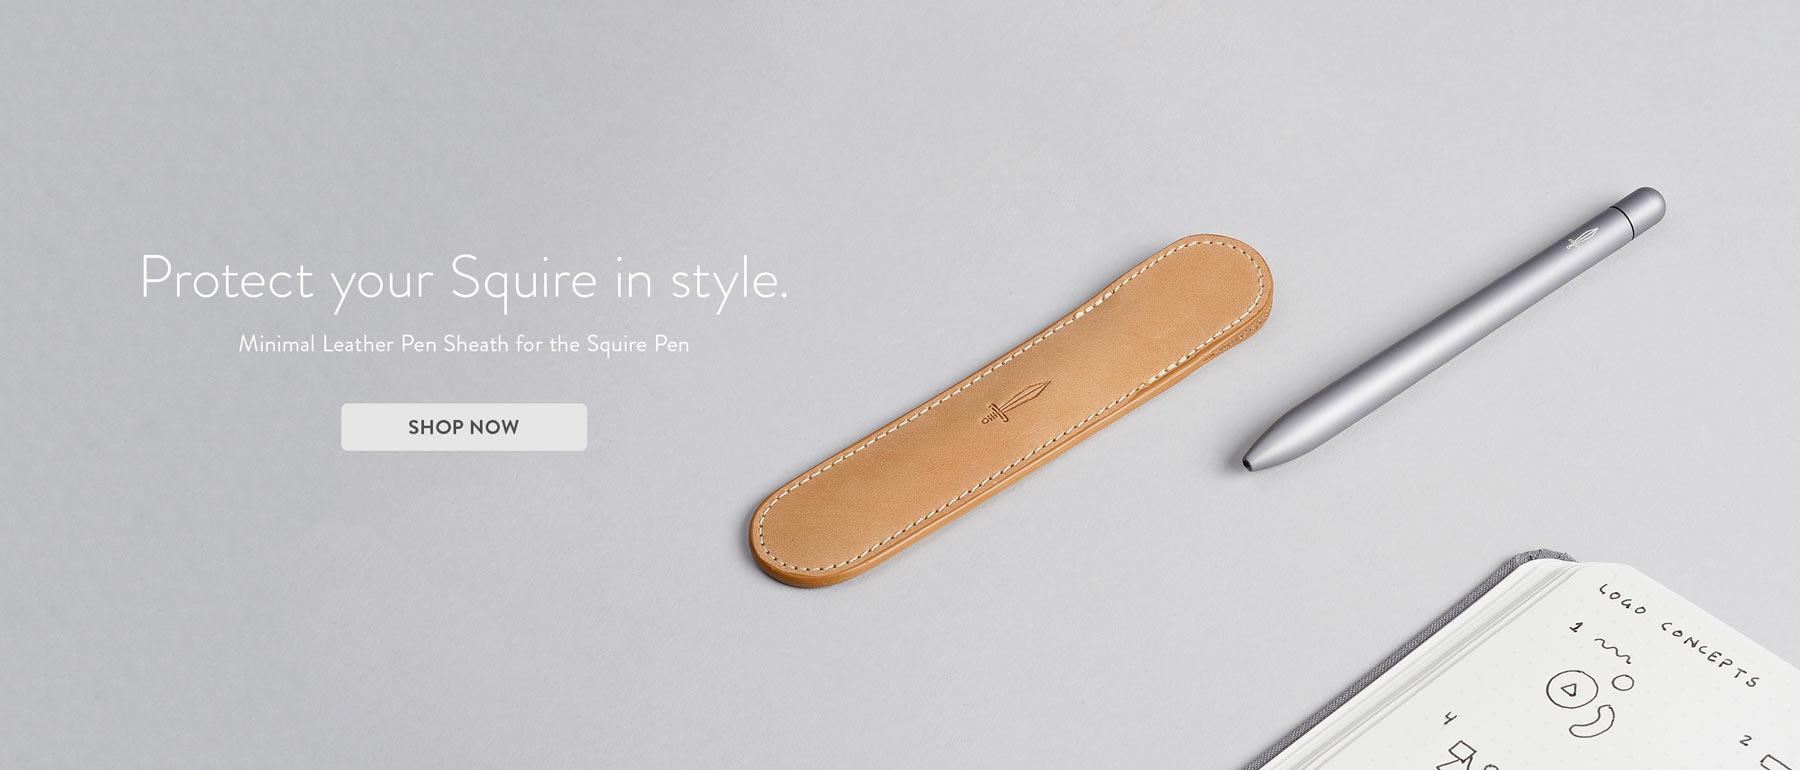 Protect your Squire in style.
Minimal Leather Pen Sheath for the Squire Pen
SHOP NOW
LOGO CONCEPTS
1
4
2